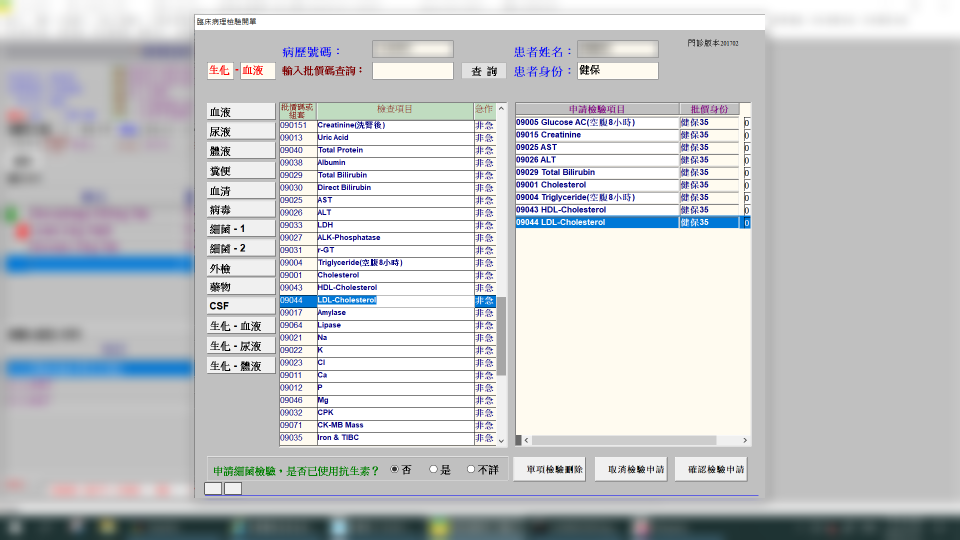 臨床病理檢驗開單
病歷號碼：
患者姓名：
門診版本201702
生化 - 血液
輸入批價碼查詢：
查 詢
患者身份：
健保
血液
尿液
體液
糞便
血清
病毒
細菌 - 1
細菌 - 2
外檢
藥物
CSF
生化 - 血液
生化 - 尿液
生化 - 體液
批價碼或組套 檢查項目 急作
090151 Creatinine(洗腎後) 非急
09013 Uric Acid 非急
09040 Total Protein 非急
09038 Albumin 非急
09029 Total Bilirubin 非急
09030 Direct Bilirubin 非急
09025 AST 非急
09026 ALT 非急
09033 LDH 非急
09027 ALK-Phosphatase 非急
09031 r-GT 非急
09004 Triglyceride(空腹8小時) 非急
09001 Cholesterol 非急
09043 HDL-Cholesterol 非急
09044 LDL-Cholesterol 非急
09017 Amylase 非急
09064 Lipase 非急
09021 Na 非急
09022 K 非急
09023 Cl 非急
09011 Ca 非急
09012 P 非急
09046 Mg 非急
09032 CPK 非急
09071 CK-MB Mass 非急
09035 Iron & TIBC 非急
申請檢驗項目 批價身份
09005 Glucose AC(空腹8小時) 健保35 0
09015 Creatinine 健保35 0
09025 AST 健保35 0
09026 ALT 健保35 0
09029 Total Bilirubin 健保35 0
09001 Cholesterol 健保35 0
09004 Triglyceride(空腹8小時) 健保35 0
09043 HDL-Cholesterol 健保35 0
09044 LDL-Cholesterol 健保35 0
申請細菌檢驗，是否已使用抗生素？ 否 是 不詳
單項檢驗刪除
取消檢驗申請
確認檢驗申請